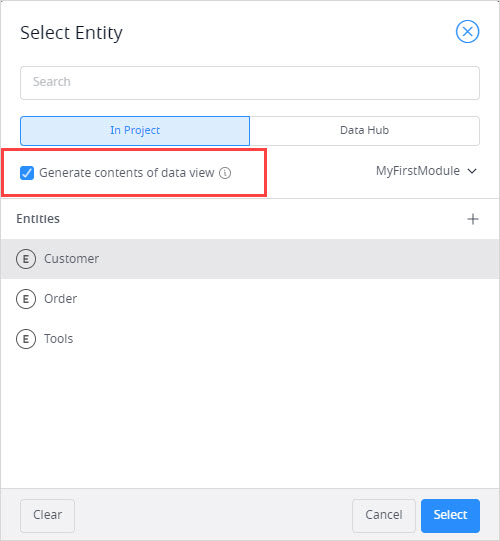 Select Entity
Search
In Project
Data Hub
Generate contents of data view
MyFirstModule
Entities
E Customer
E Order
E Tools
Clear
Cancel
Select